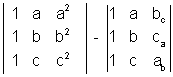 | 1 a a² | - | 1 a b_c |
| 1 b b² | | 1 b c_a |
| 1 c c² | | 1 c a_b |